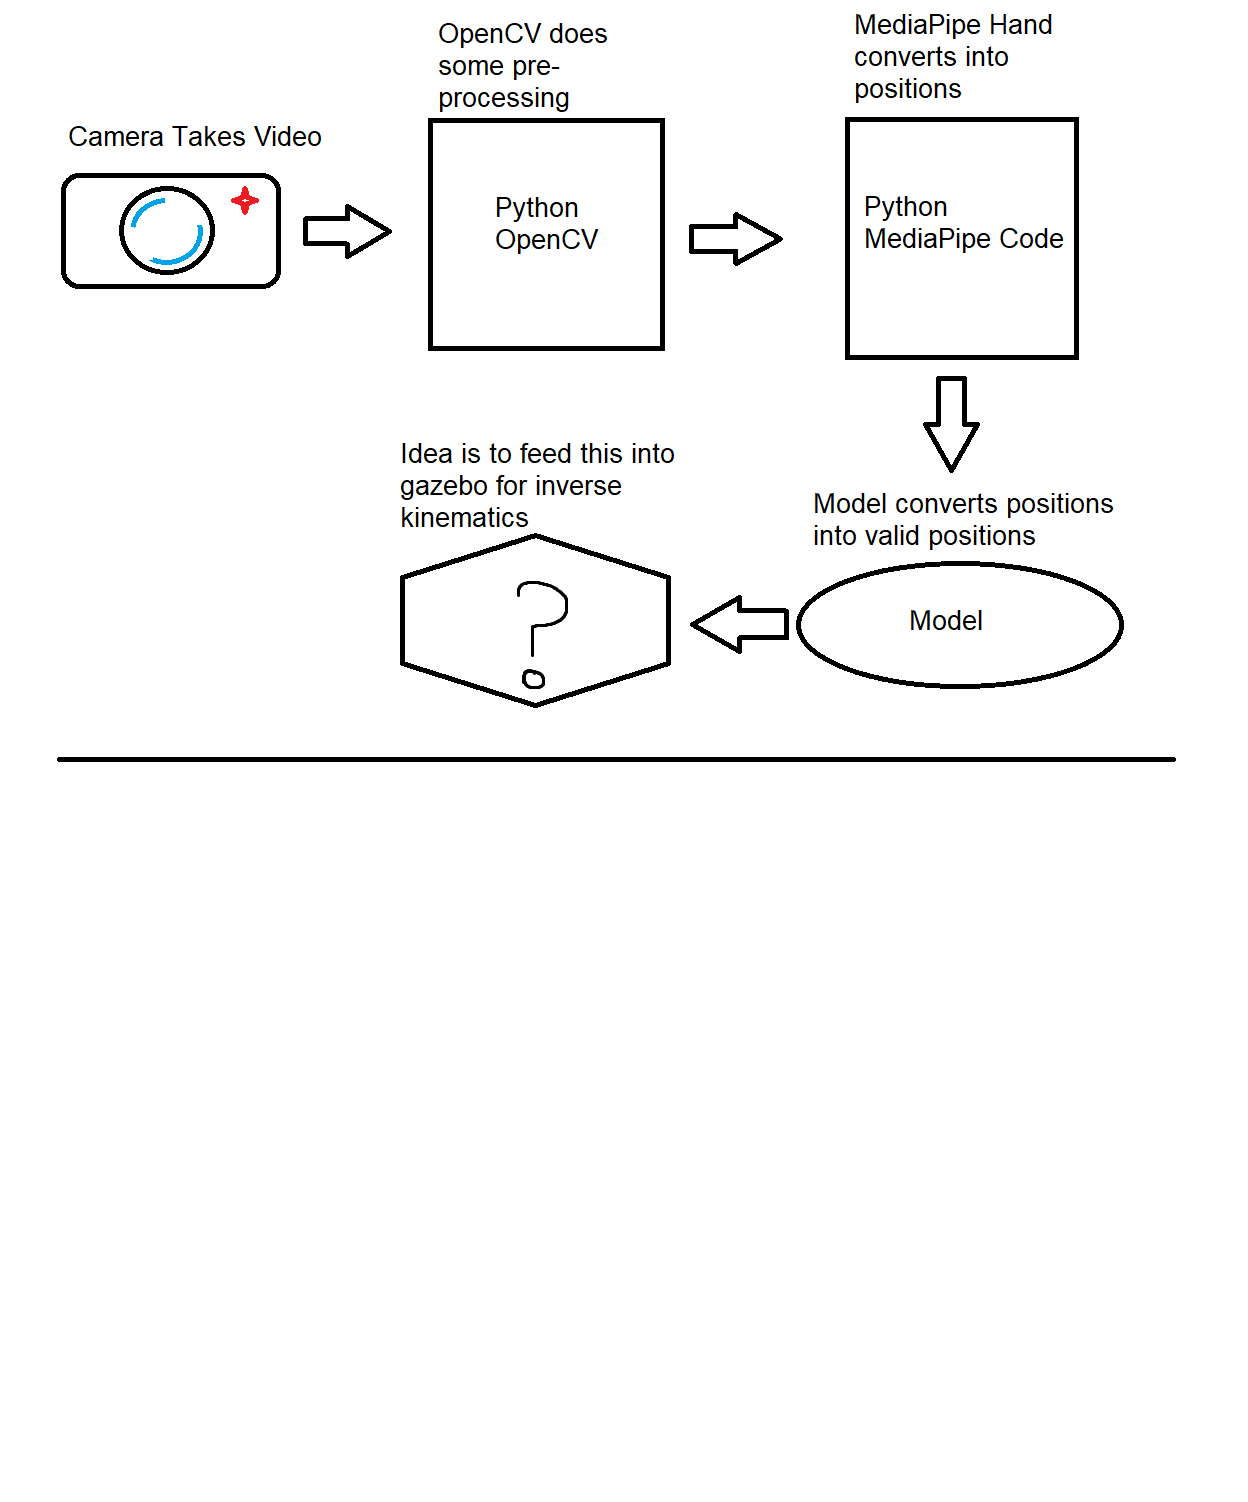 Camera Takes Video
OpenCV does
some pre-
processing
Python
OpenCV
MediaPipe Hand
converts into
positions
Python
MediaPipe Code
Model converts positions
into valid positions
Model
Idea is to feed this into
gazebo for inverse
kinematics
?